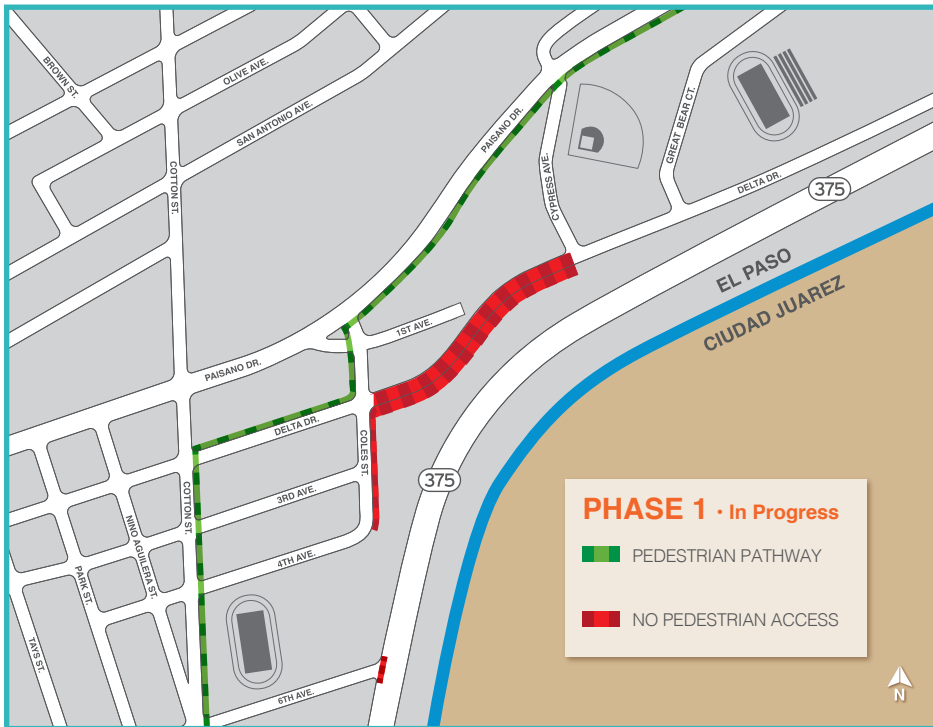 BROWN ST.
OLIVE AVE.
SAN ANTONIO AVE.
COTTON ST.
PAISANO DR.
CYPRESS AVE.
GREAT BEAR CT.
DELTA DR.
375
EL PASO
CIUDAD JUAREZ
1ST AVE.
PAISANO DR.
DELTA DR.
COLES ST.
375
COTTON ST.
3RD AVE.
NINO AGUILERA ST.
4TH AVE.
PARK ST.
TAYS ST.
6TH AVE.
PHASE 1 · In Progress
PEDESTRIAN PATHWAY
NO PEDESTRIAN ACCESS
N